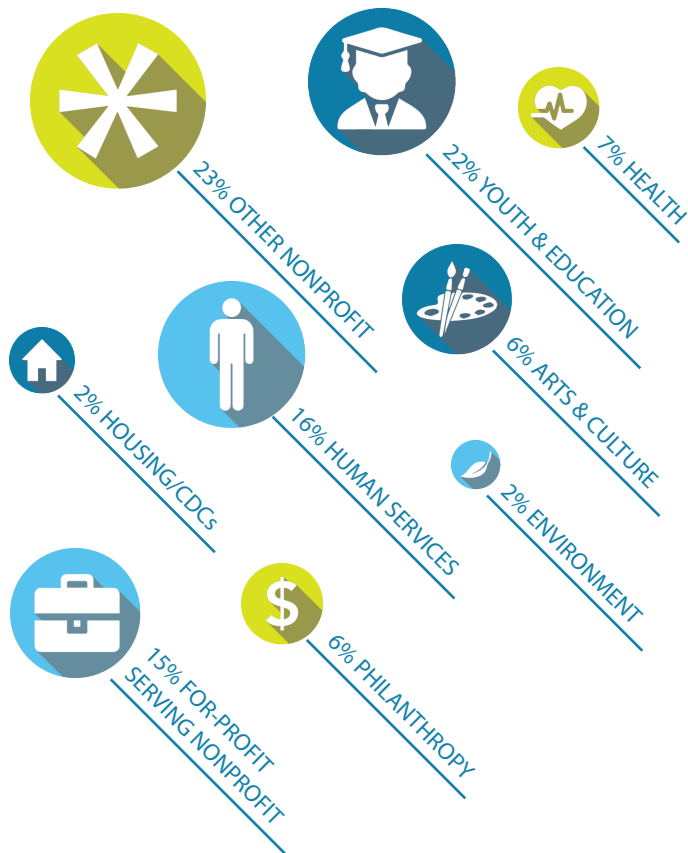 23% OTHER NONPROFIT
22% YOUTH & EDUCATION
7% HEALTH
2% HOUSING/CDCs
16% HUMAN SERVICES
6% ARTS & CULTURE
2% ENVIRONMENT
15% FOR-PROFIT
SERVING NONPROFIT
$
6% PHILANTHROPY